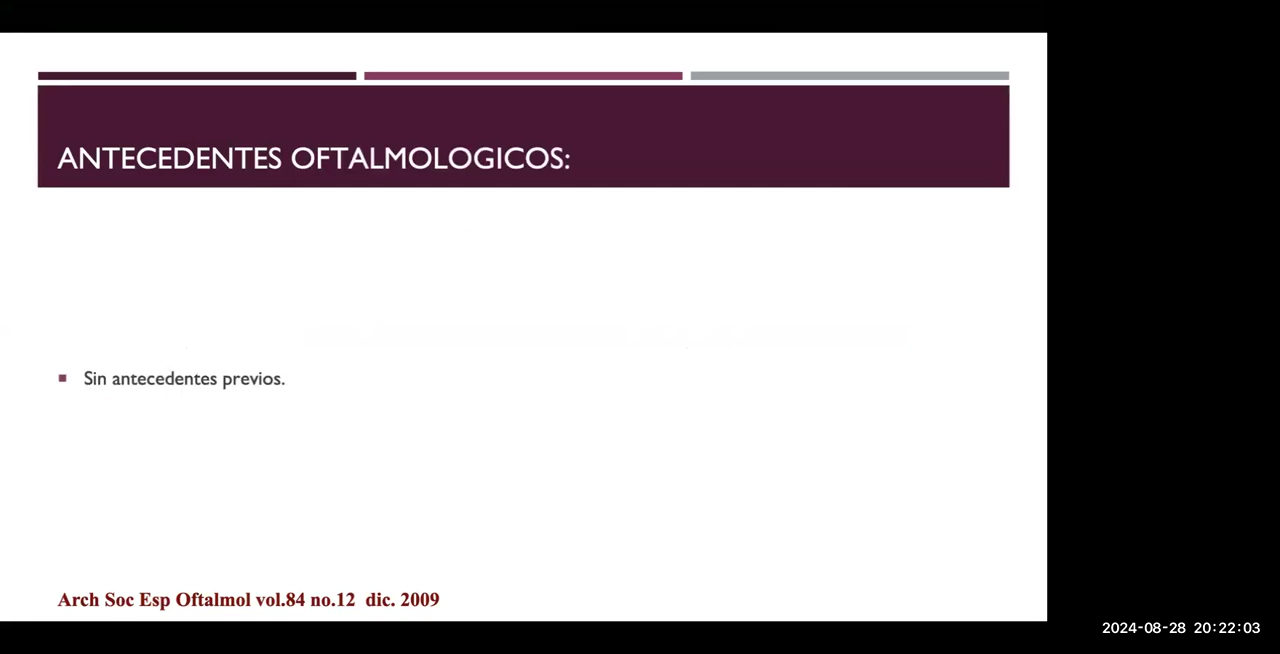 ANTECEDENTES OFTALMOLOGICOS:
Sin antecedentes previos.
Arch Soc Esp Oftalmol vol.84 no.12 dic. 2009
2024-08-28 20:22:03